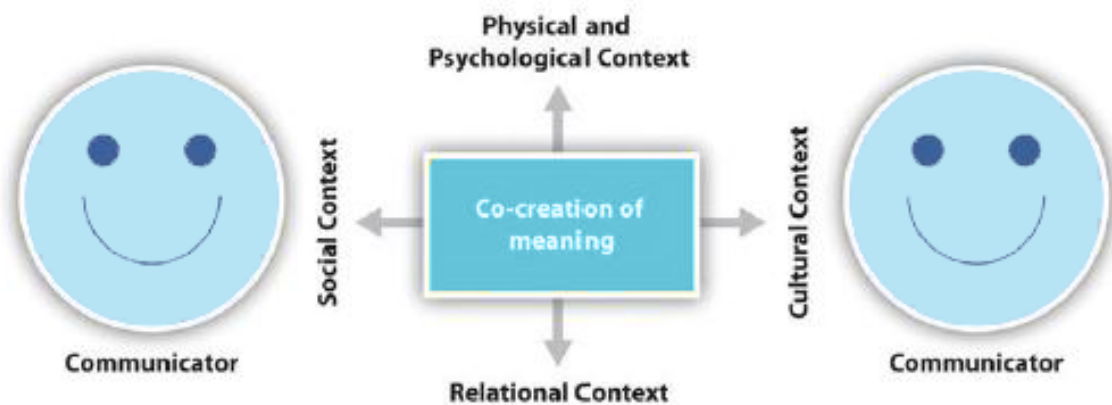 Physical and
Psychological Context
Social Context
Co-creation of
meaning
Cultural Context
Communicator
Communicator
Relational Context